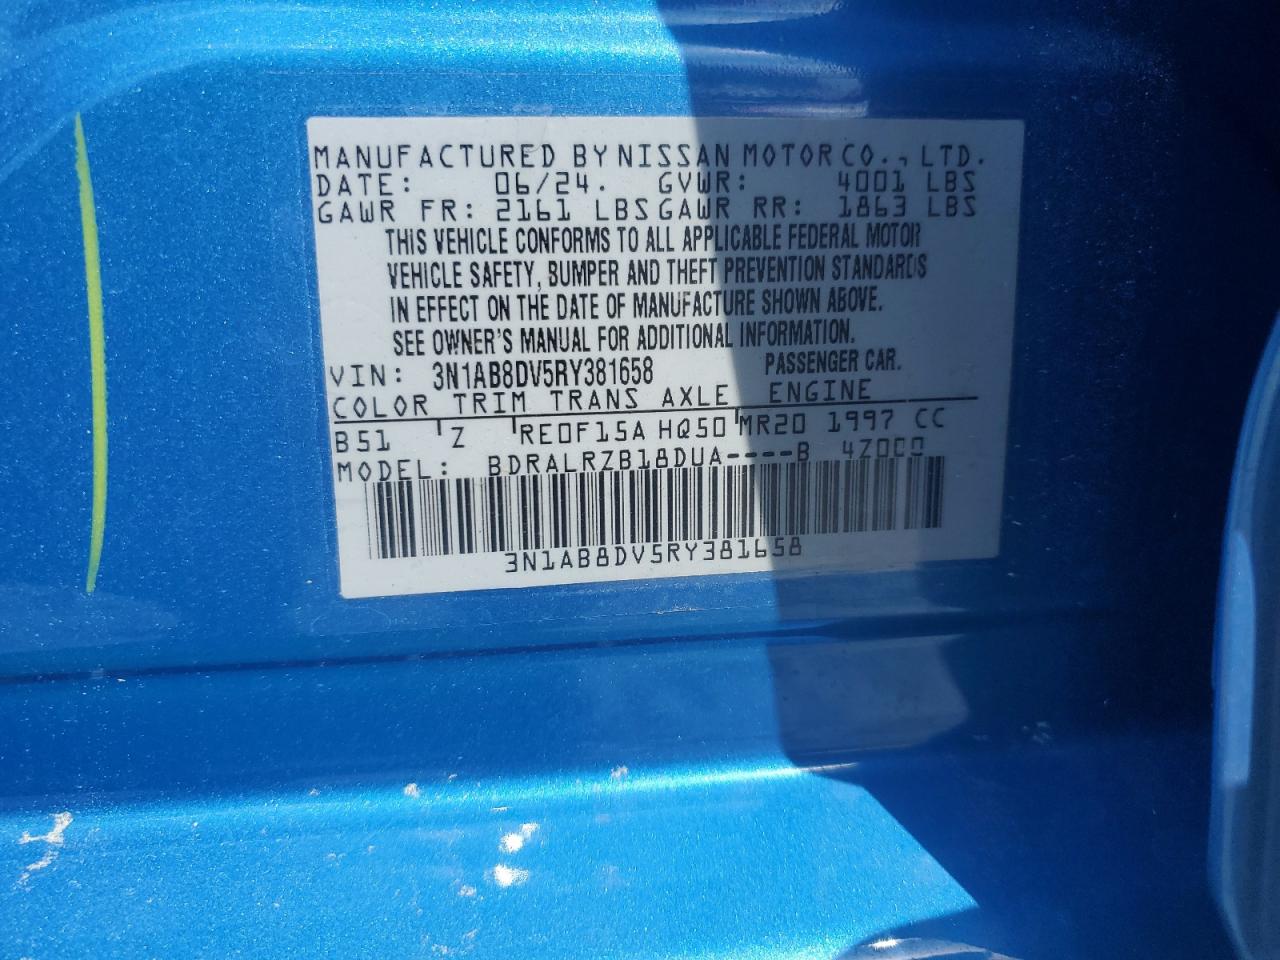 MANUFACTURED BY NISSAN MOTOR CO., LTD.
DATE: 06/24. GVWR: 4001 LBS
GAWR FR: 2161 LBS GAWR RR: 1863 LBS
THIS VEHICLE CONFORMS TO ALL APPLICABLE FEDERAL MOTOR
VEHICLE SAFETY, BUMPER AND THEFT PREVENTION STANDARDS
IN EFFECT ON THE DATE OF MANUFACTURE SHOWN ABOVE.
SEE OWNER'S MANUAL FOR ADDITIONAL INFORMATION.
VIN: 3N1AB8DV5RY381658 PASSENGER CAR.
COLOR TRIM TRANS AXLE ENGINE
B51 Z RE0F15A HQ50 MR20 1997 CC
MODEL: BDRALRZB18DUA----B
3N1AB8DV5RY381658